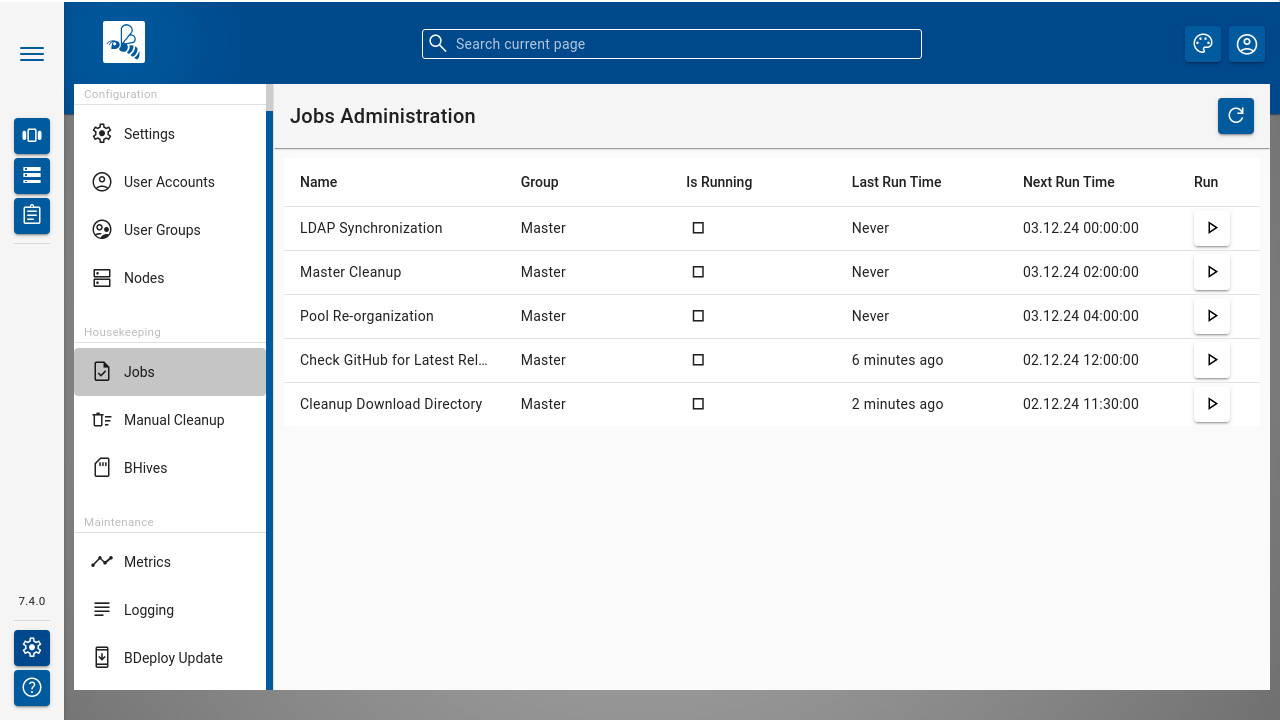 Search current page
Configuration
Settings
User Accounts
User Groups
Nodes
Housekeeping
Jobs
Manual Cleanup
BHives
Maintenance
Metrics
Logging
BDeploy Update
7.4.0
Jobs Administration
Name Group Is Running Last Run Time Next Run Time Run
LDAP Synchronization Master Never 03.12.24 00:00:00
Master Cleanup Master Never 03.12.24 02:00:00
Pool Re-organization Master Never 03.12.24 04:00:00
Check GitHub for Latest Rel... Master 6 minutes ago 02.12.24 12:00:00
Cleanup Download Directory Master 2 minutes ago 02.12.24 11:30:00